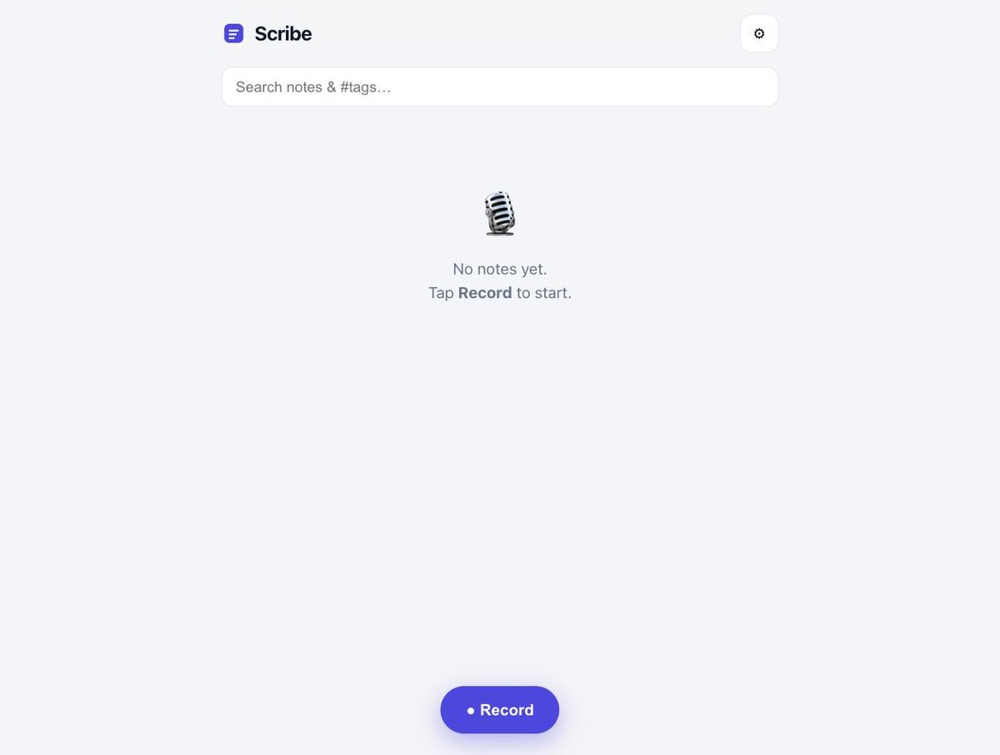 Scribe
Search notes & #tags…
No notes yet.
Tap Record to start.
● Record